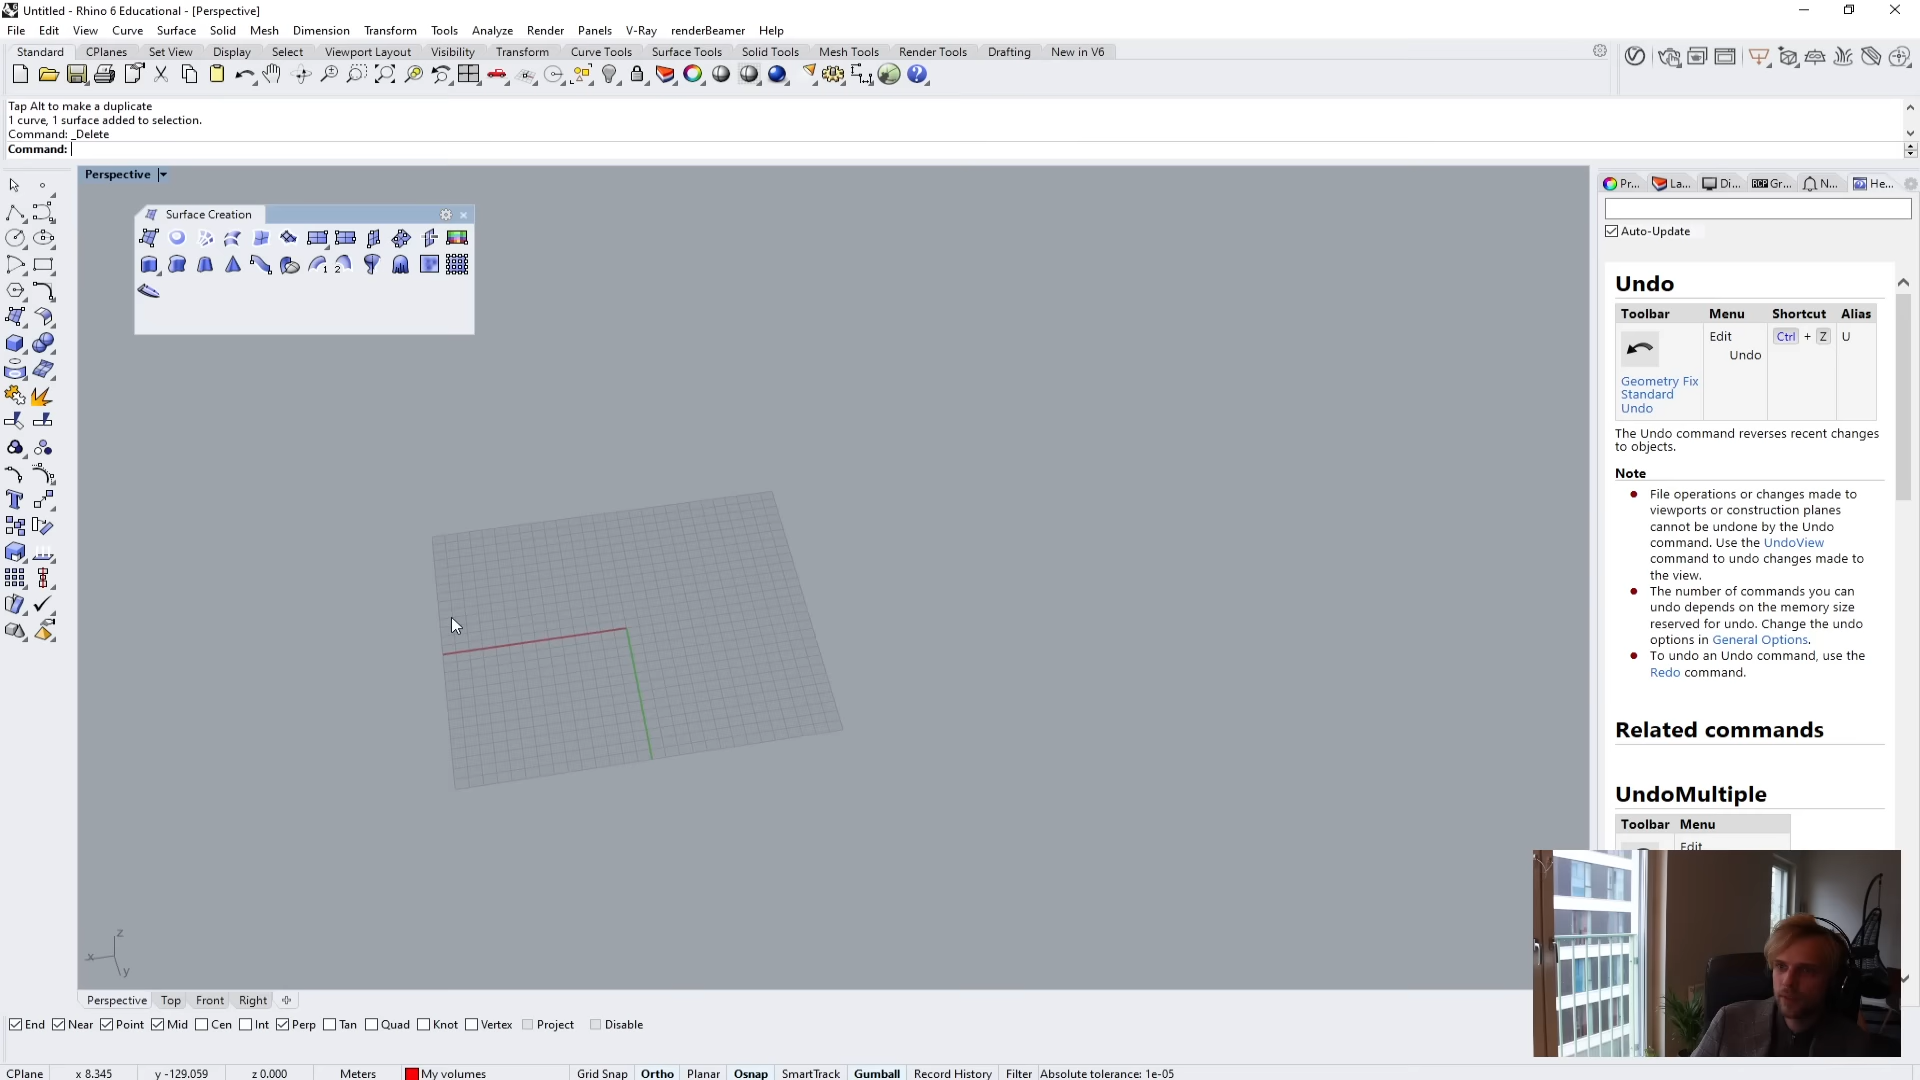 Untitled - Rhino 6 Educational - [Perspective]
File Edit View Curve Surface Solid Mesh Dimension Transform Tools Analyze Render Panels V-Ray renderBeamer Help
Standard CPlanes Set View Display Select Viewport Layout Visibility Transform Curve Tools Surface Tools Solid Tools Mesh Tools Render Tools Drafting New in V6
Tap Alt to make a duplicate
1 curve, 1 surface added to selection.
Command: _Delete
Command:
Perspective
Pr... La... Di... Gr... N... He...
Surface Creation
Auto-Update
1 2
Undo
Toolbar Menu Shortcut Alias
Edit Ctrl + Z U
Undo
Geometry Fix
Standard
Undo
The Undo command reverses recent changes
to objects.
Note
File operations or changes made to
viewports or construction planes
cannot be undone by the Undo
command. Use the UndoView
command to undo changes made to
the view.
The number of commands you can
undo depends on the memory size
reserved for undo. Change the undo
options in General Options.
To undo an Undo command, use the
Redo command.
Related commands
UndoMultiple
Toolbar Menu
Edit
z
x
y
Perspective Top Front Right
End Near Point Mid Cen Int Perp Tan Quad Knot Vertex Project Disable
CPlane x 8.345 y -129.059 z 0.000 Meters My volumes Grid Snap Ortho Planar Osnap SmartTrack Gumball Record History Filter Absolute tolerance: 1e-05